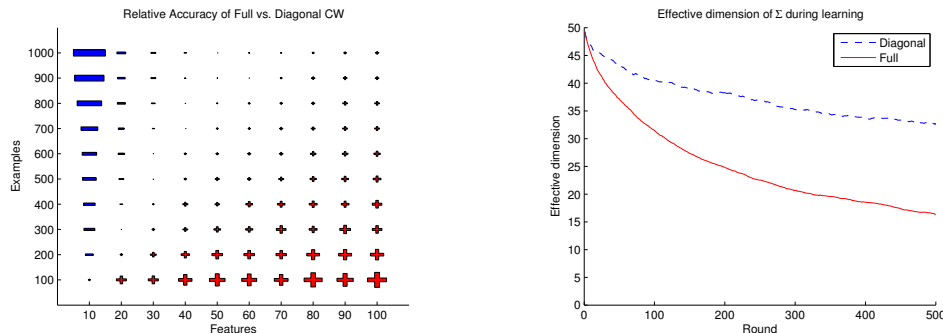 Relative Accuracy of Full vs. Diagonal CW
1000
900
800
700
600
500
400
300
200
100
Examples
10 20 30 40 50 60 70 80 90 100
Features
Effective dimension of Σ during learning
50
45
40
35
30
25
20
15
10
5
0
Effective dimension
0 100 200 300 400 500
Round
Diagonal
Full